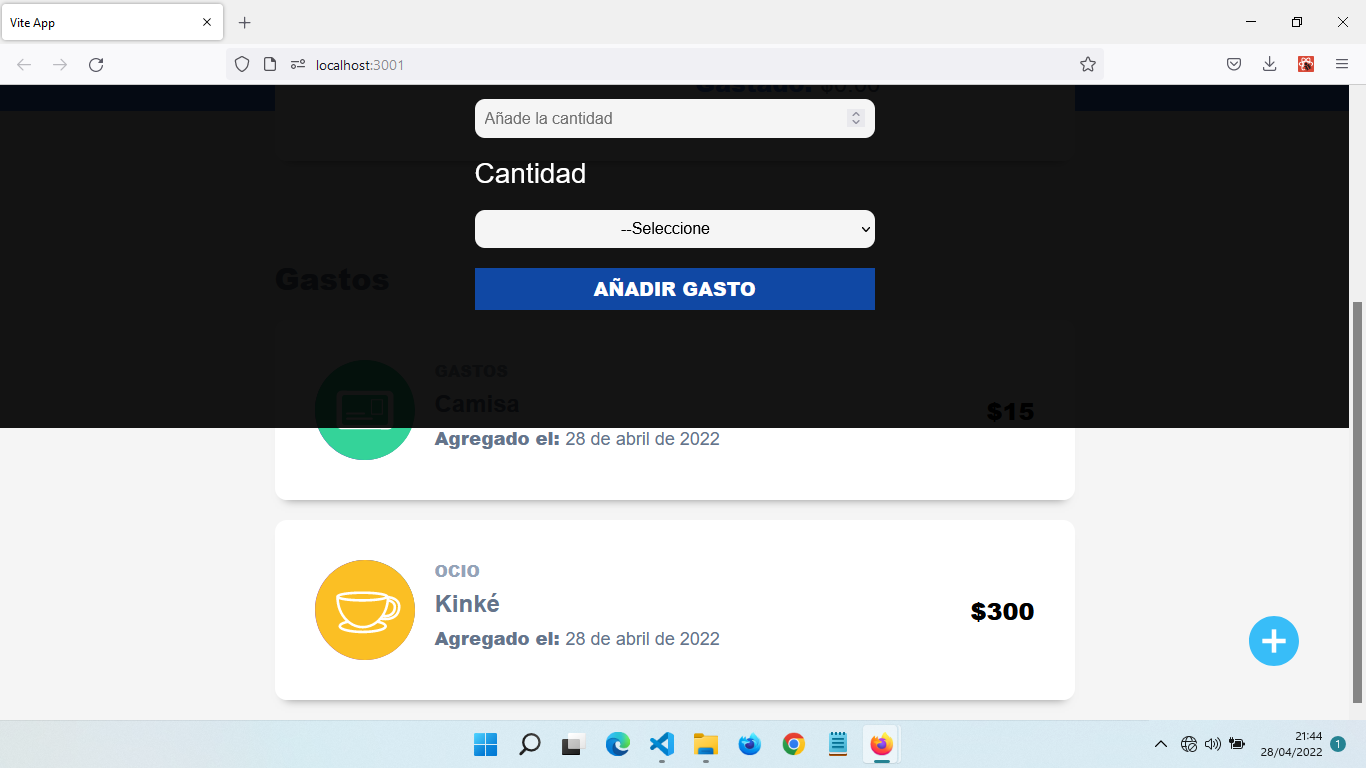 Vite App
localhost:3001
Gastado: $0.00
Añade la cantidad
Cantidad
--Seleccione
AÑADIR GASTO
Gastos
GASTOS
Camisa
$15
Agregado el: 28 de abril de 2022
OCIO
Kinké
$300
Agregado el: 28 de abril de 2022
21:44
28/04/2022
1